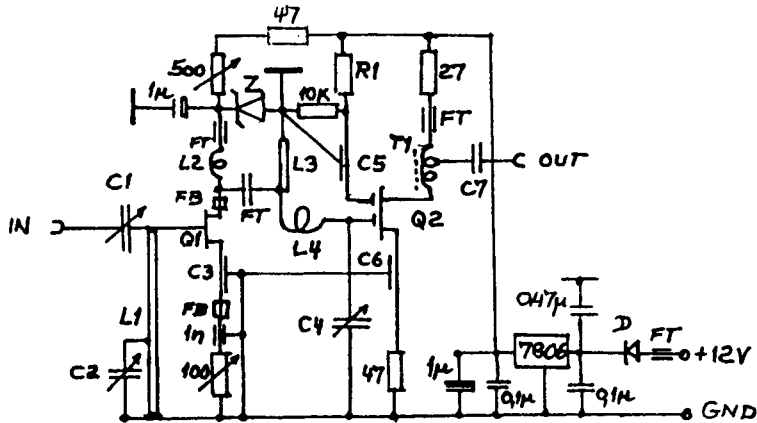 47
500
Z
R1
27
1µ
10K
FT
FT
T1
L2
L3
C5
C7
OUT
C1
FB
FT
IN
Q1
L4
Q2
C3
C6
FB
0.47µ
L1
1n
C4
D
FT
7806
+12V
C2
100
47
1µ
0,1µ
0,1µ
GND